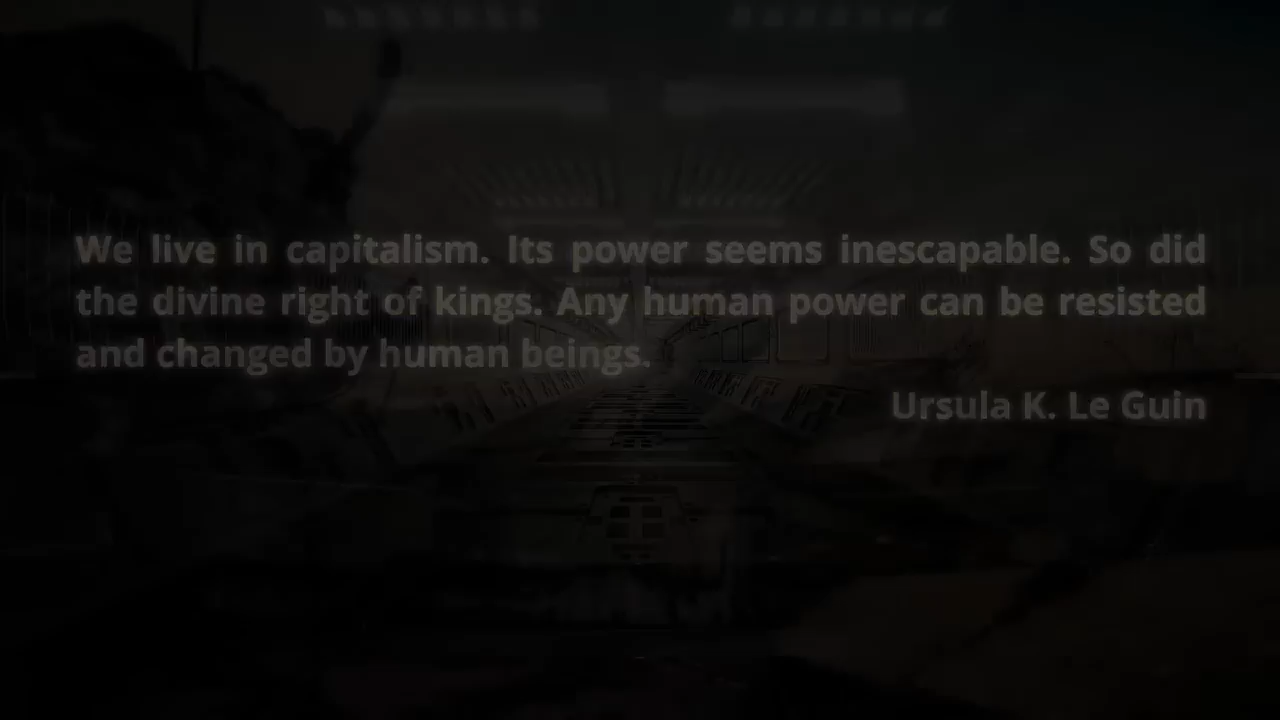 We live in capitalism. Its power seems inescapable. So did
the divine right of kings. Any human power can be resisted
and changed by human beings.
Ursula K. Le Guin